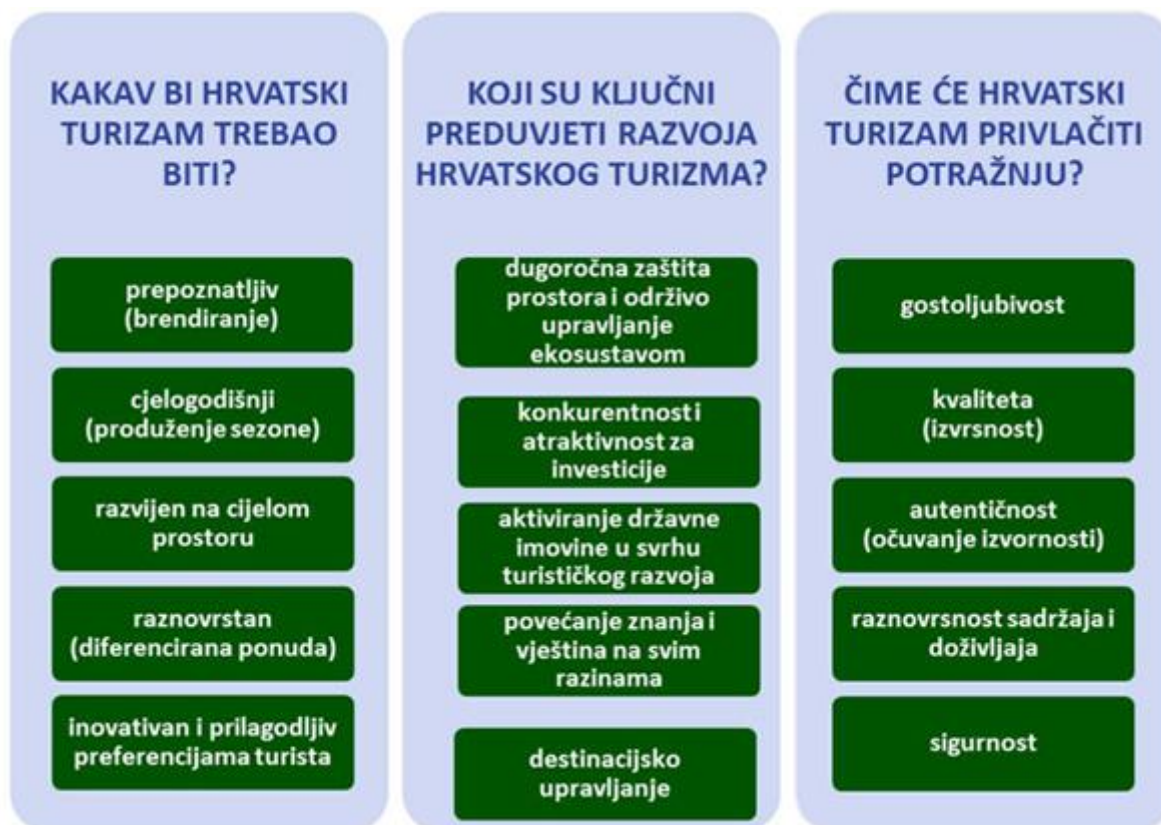 KAKAV BI HRVATSKI
TURIZAM TREBAO
BITI?
prepoznatljiv
(brendiranje)
cjelogodišnji
(produženje sezone)
razvijen na cijelom
prostoru
raznovrstan
(diferencirana ponuda)
inovativan i prilagodljiv
preferencijama turista
KOJI SU KLJUČNI
PREDUVJETI RAZVOJA
HRVATSKOG TURIZMA?
dugoročna zaštita
prostora i održivo
upravljanje
ekosustavom
konkurentnost i
atraktivnost za
investicije
aktiviranje državne
imovine u svrhu
turističkog razvoja
povećanje znanja i
vještina na svim
razinama
destinacijsko
upravljanje
ČIME ĆE HRVATSKI
TURIZAM PRIVLAČITI
POTRAŽNJU?
gostoljubivost
kvaliteta
(izvrsnost)
autentičnost
(očuvanje izvornosti)
raznovrsnost sadržaja i
doživljaja
sigurnost